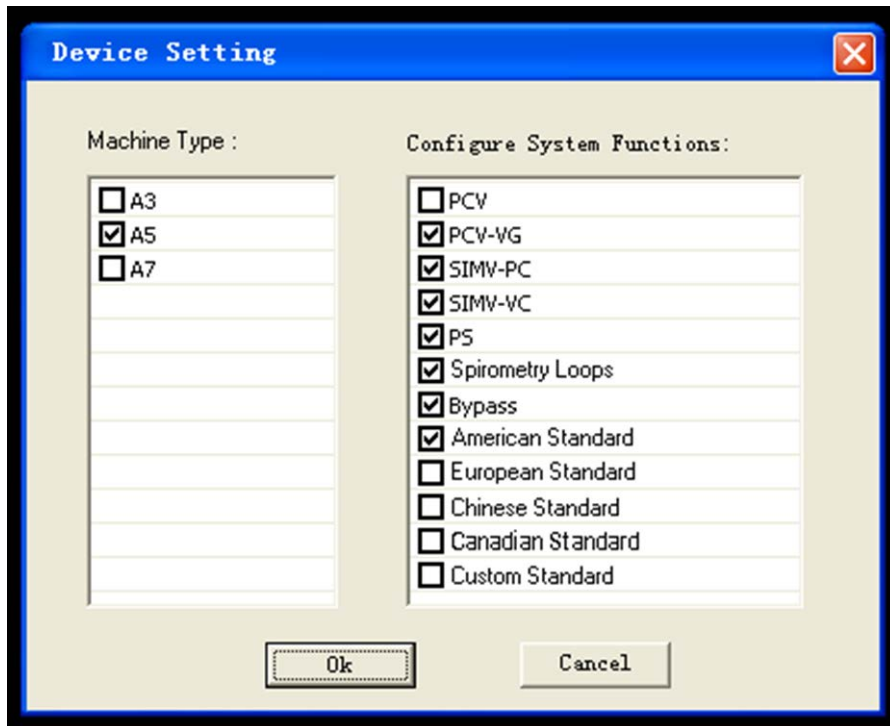 Device Setting
Machine Type :
A3
A5
A7
Configure System Functions:
PCV
PCV-VG
SIMV-PC
SIMV-VC
PS
Spirometry Loops
Bypass
American Standard
European Standard
Chinese Standard
Canadian Standard
Custom Standard
Ok
Cancel